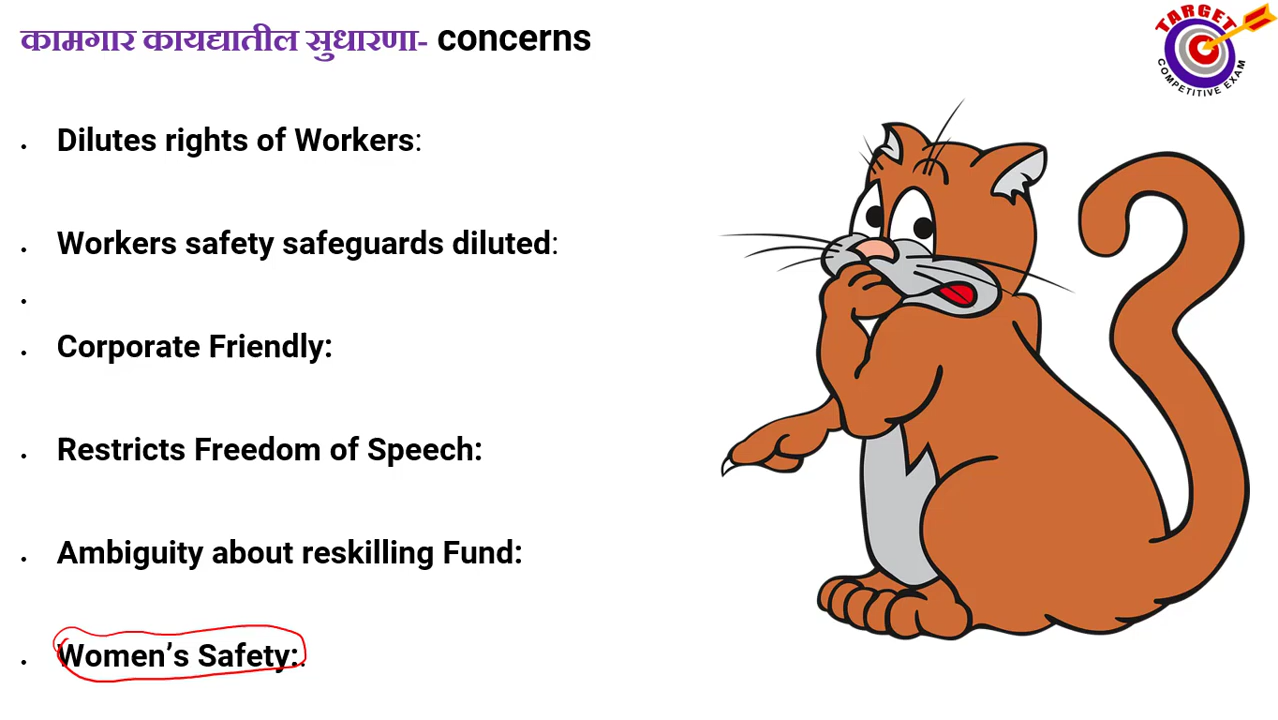 कामगार कायद्यातील सुधारणा- concerns
TARGET
COMPETITIVE EXAM
• Dilutes rights of Workers:
• Workers safety safeguards diluted:
•
• Corporate Friendly:
• Restricts Freedom of Speech:
• Ambiguity about reskilling Fund:
• Women’s Safety:.